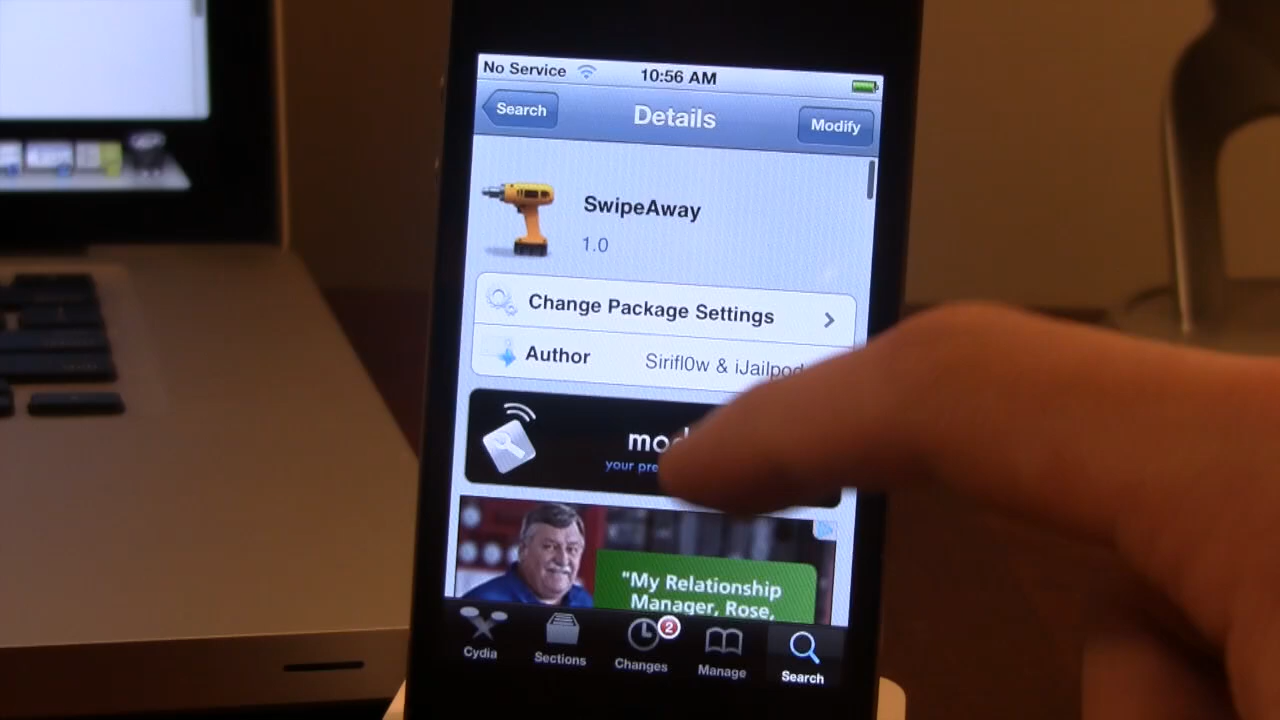 No Service 10:56 AM
Search Details Modify
SwipeAway
1.0
Change Package Settings
Author Sirifl0w & iJailpod
your
"My Relationship
Manager, Rose,
2
Cydia Sections Changes Manage Search